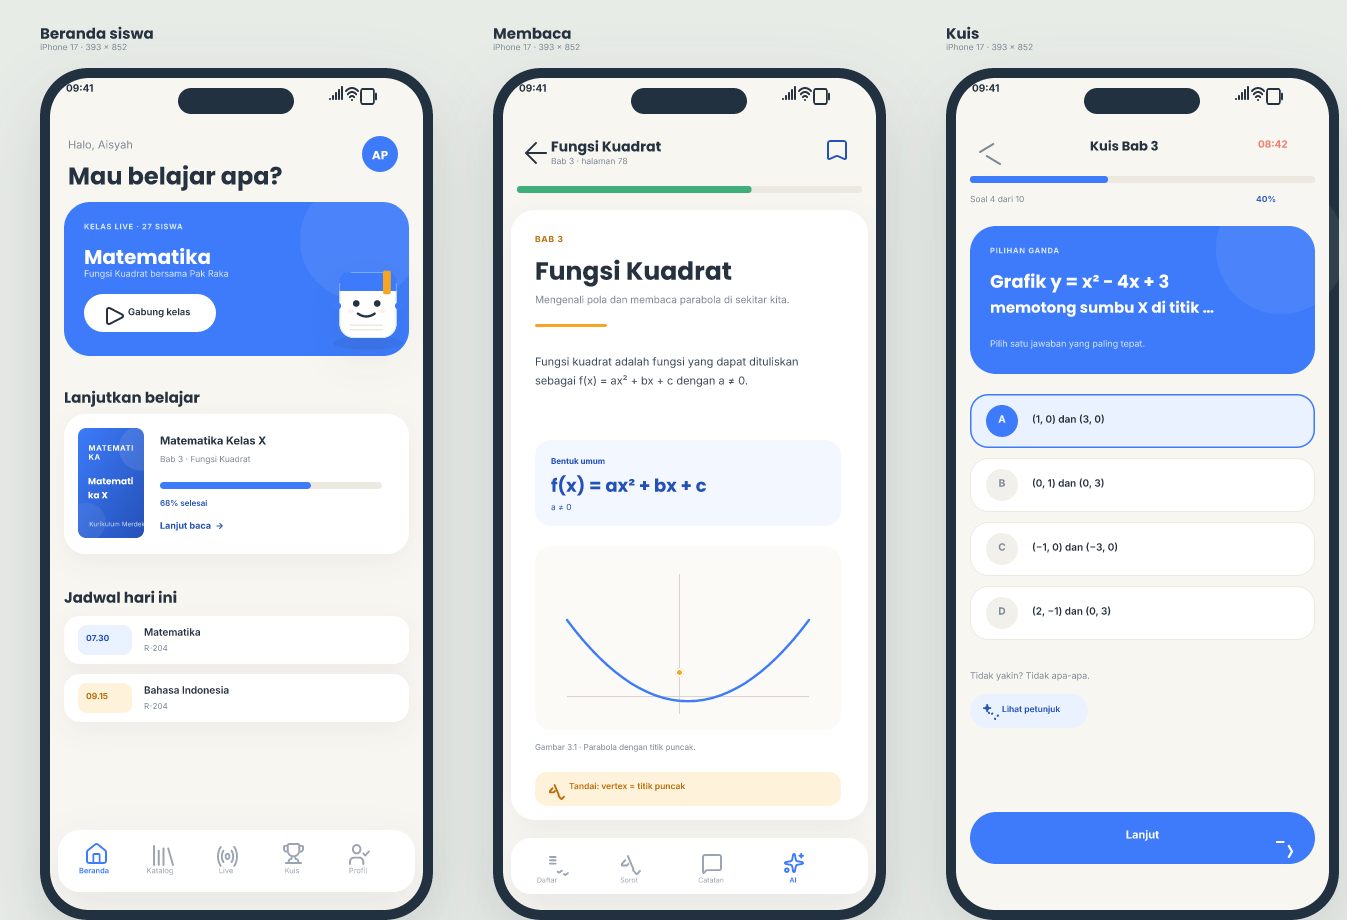 Beranda siswa
iPhone 17 · 393 × 852
09:41
Halo, Aisyah
AP
Mau belajar apa?
KELAS LIVE · 27 SISWA
Matematika
Fungsi Kuadrat bersama Pak Raka
Gabung kelas
Lanjutkan belajar
MATEMATI
KA
Matemati
ka X
Kurikulum Merdek
Matematika Kelas X
Bab 3 · Fungsi Kuadrat
68% selesai
Lanjut baca →
Jadwal hari ini
07.30
Matematika
R-204
09.15
Bahasa Indonesia
R-204
Beranda
Katalog
Live
Kuis
Profil
Membaca
iPhone 17 · 393 × 852
09:41
Fungsi Kuadrat
Bab 3 · halaman 78
BAB 3
Fungsi Kuadrat
Mengenali pola dan membaca parabola di sekitar kita.
Fungsi kuadrat adalah fungsi yang dapat dituliskan
sebagai f(x) = ax² + bx + c dengan a ≠ 0.
Bentuk umum
f(x) = ax² + bx + c
a ≠ 0
Gambar 3.1 · Parabola dengan titik puncak.
Tandai: vertex = titik puncak
Daftar
Sorot
Catatan
AI
Kuis
iPhone 17 · 393 × 852
09:41
Kuis Bab 3
08:42
Soal 4 dari 10
40%
PILIHAN GANDA
Grafik y = x² − 4x + 3
memotong sumbu X di titik ...
Pilih satu jawaban yang paling tepat.
A
(1, 0) dan (3, 0)
B
(0, 1) dan (0, 3)
C
(−1, 0) dan (−3, 0)
D
(2, −1) dan (0, 3)
Tidak yakin? Tidak apa-apa.
Lihat petunjuk
Lanjut